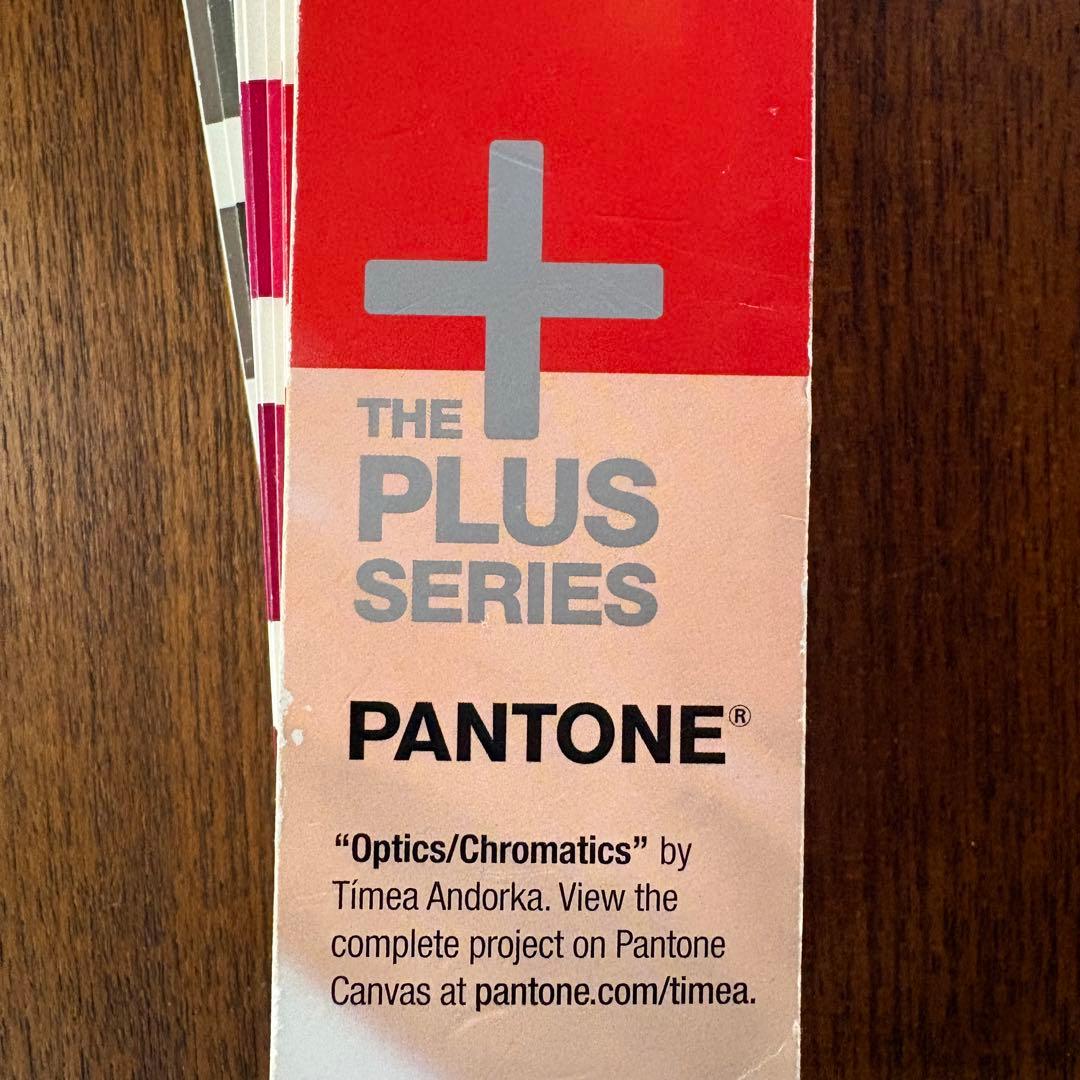 THE
PLUS
SERIES
PANTONE®
“Optics/Chromatics” by
Tímea Andorka. View the
complete project on Pantone
Canvas at pantone.com/timea.